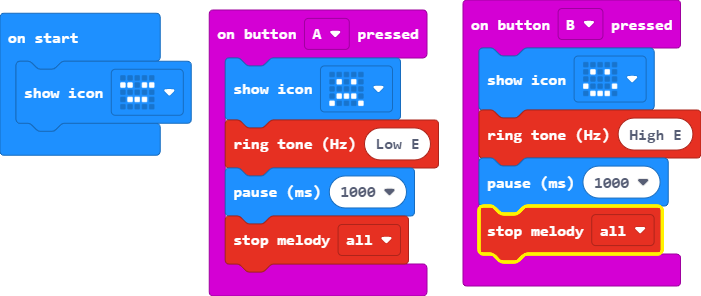 on start
show icon
on button A pressed
show icon
ring tone (Hz) Low E
pause (ms) 1000
stop melody all
on button B pressed
show icon
ring tone (Hz) High E
pause (ms) 1000
stop melody all